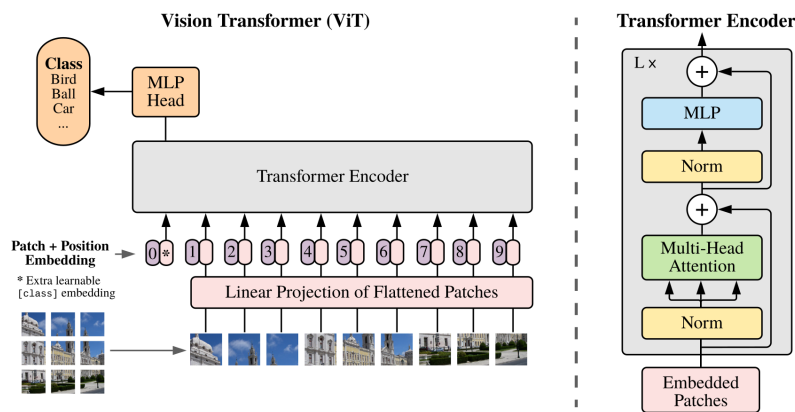 Vision Transformer (ViT)
Class
Bird
Ball
Car
...
MLP
Head
Transformer Encoder
Patch + Position
Embedding
0 * 1 2 3 4 5 6 7 8 9
* Extra learnable
[class] embedding
Linear Projection of Flattened Patches
Transformer Encoder
L ×
+
MLP
Norm
+
Multi-Head
Attention
Norm
Embedded
Patches